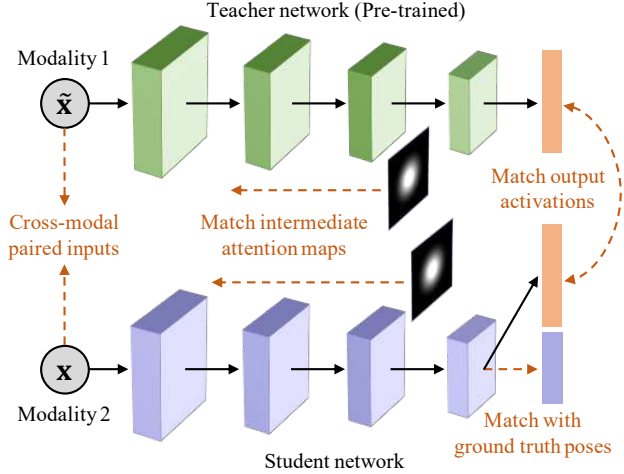 Teacher network (Pre-trained)
Modality 1
x̃
Match output
activations
Cross-modal
paired inputs
Match intermediate
attention maps
x
Modality 2
Match with
ground truth poses
Student network